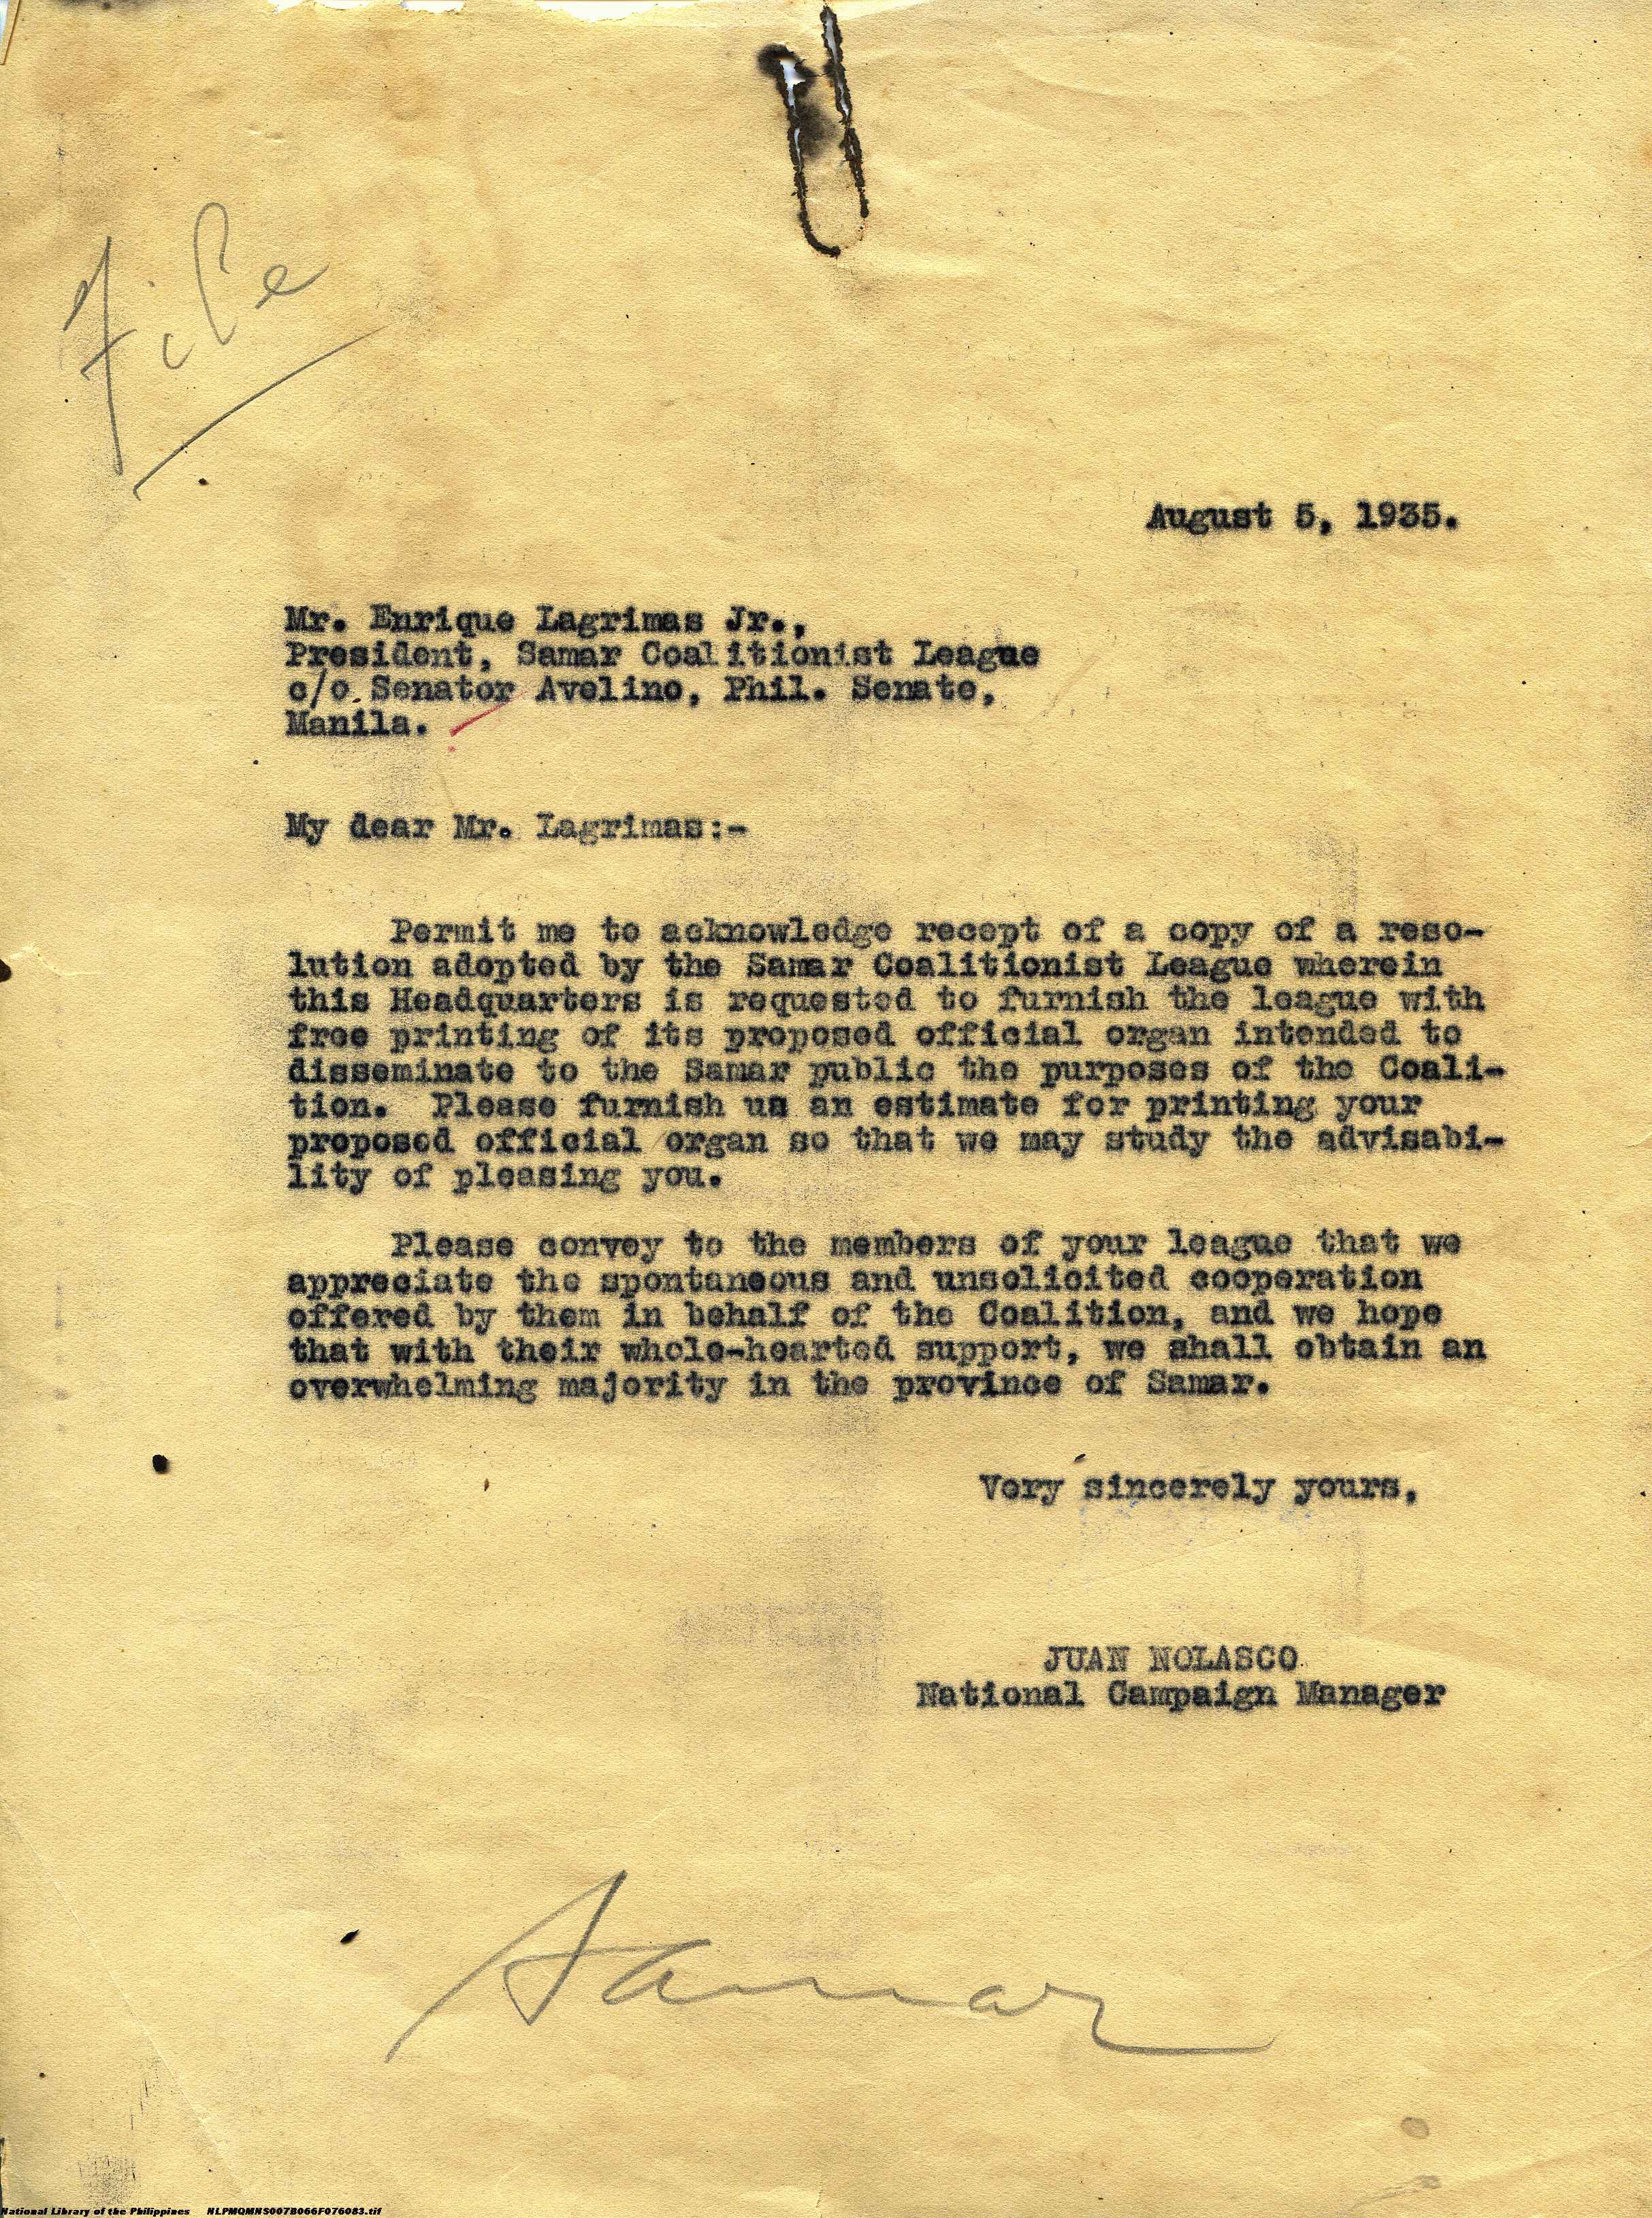 File
August 5, 1935.
Mr. Enrique Lagrimas Jr.,
President, Samar Coalitionist League
c/o Senator Avelino, Phil. Senate,
Manila.
My dear Mr. Lagrimas:-
Permit me to acknowledge recept of a copy of a reso-
lution adopted by the Samar Coalitionist League wherein
this Headquarters is requested to furnish the league with
free printing of its proposed official organ intended to
disseminate to the Samar public the purposes of the Coali-
tion. Please furnish us an estimate for printing your
proposed official organ so that we may study the advisabi-
lity of pleasing you.
Please convey to the members of your league that we
appreciate the spontaneous and unsolicited cooperation
offered by them in behalf of the Coalition, and we hope
that with their whole-hearted support, we shall obtain an
overwhelming majority in the province of Samar.
Very sincerely yours,
JUAN NOLASCO
National Campaign Manager
Samar
National Library of the Philippines NLPMQMNS007B066F076083.tif